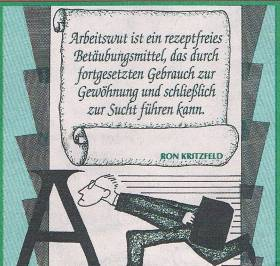 Arbeitswut ist ein rezeptfreies
Betäubungsmittel, das durch
fortgesetzten Gebrauch zur
Gewöhnung und schließlich
zur Sucht führen kann.
RON KRITZFELD
A